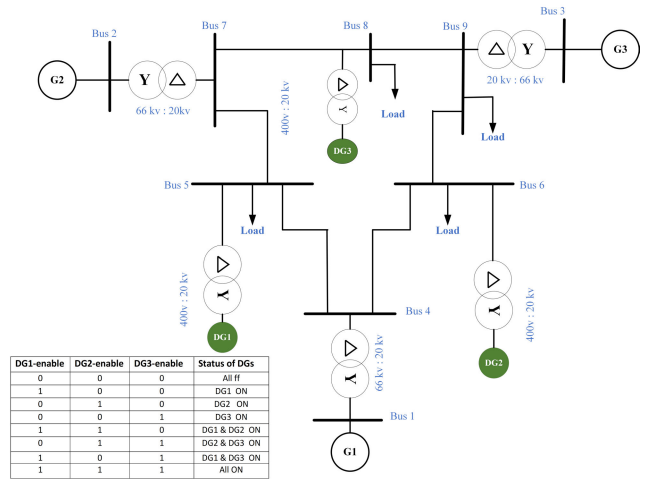 Bus 3
Bus 8
Bus 9
Bus 7
Bus 2
G2
Y △
△ Y
G3
66 kv : 20kv
20 kv : 66 kv
△
Y
400v : 20 kv
Load
Load
DG3
Bus 5
Bus 6
Load
Load
△
Y
400v : 20 kv
DG1
Bus 4
△
Y
66 kv : 20 kv
△
Y
400v : 20 kv
DG2
Bus 1
G1
DG1-enable DG2-enable DG3-enable Status of DGs
0 0 0 All ff
1 0 0 DG1 ON
0 1 0 DG2 ON
0 0 1 DG3 ON
1 1 0 DG1 & DG2 ON
0 1 1 DG2 & DG3 ON
1 0 1 DG1 & DG3 ON
1 1 1 All ON